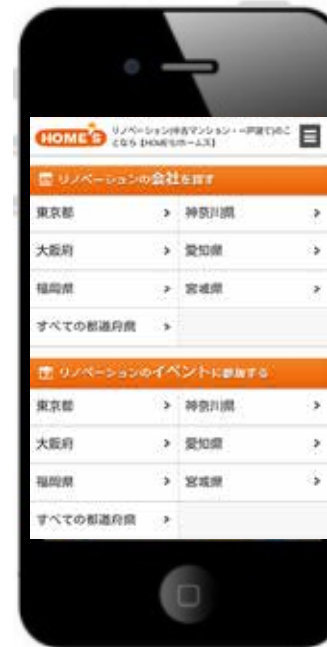 HOME'S
リノベーション(中古マンション・一戸建て)のこ
となら【HOME'Sホームズ】
リノベーションの会社を探す
東京都 神奈川県
大阪府 愛知県
福岡県 宮城県
すべての都道府県
リノベーションのイベントに参加する
東京都 神奈川県
大阪府 愛知県
福岡県 宮城県
すべての都道府県